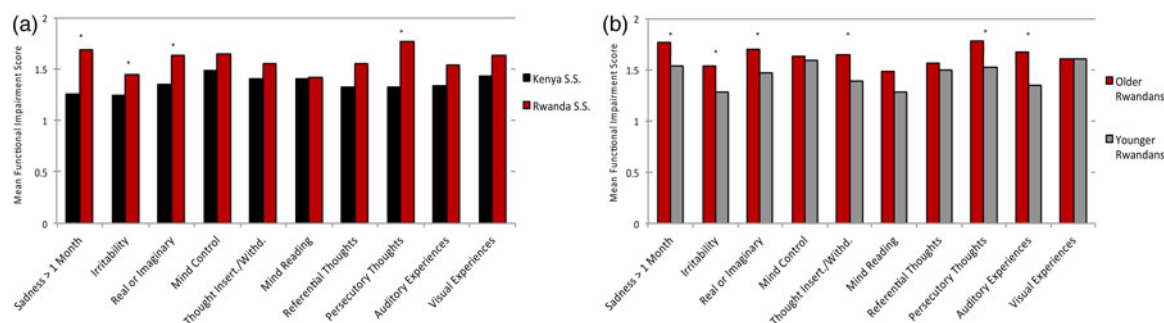 (a)
2
*
*
*
*
1.5
1
0.5
0
Mean Functional Impairment Score
Kenya S.S.
Rwanda S.S.
Sadness > 1 Month
Irritability
Real or Imaginary
Mind Control
Thought Insert./Withd.
Mind Reading
Referential Thoughts
Persecutory Thoughts
Auditory Experiences
Visual Experiences
(b)
2
*
*
*
*
*
*
1.5
1
0.5
0
Mean Functional Impairment Score
Older
Rwandans
Younger
Rwandans
Sadness > 1 Month
Irritability
Real or Imaginary
Mind Control
Thought Insert./Withd.
Mind Reading
Referential Thoughts
Persecutory Thoughts
Auditory Experiences
Visual Experiences